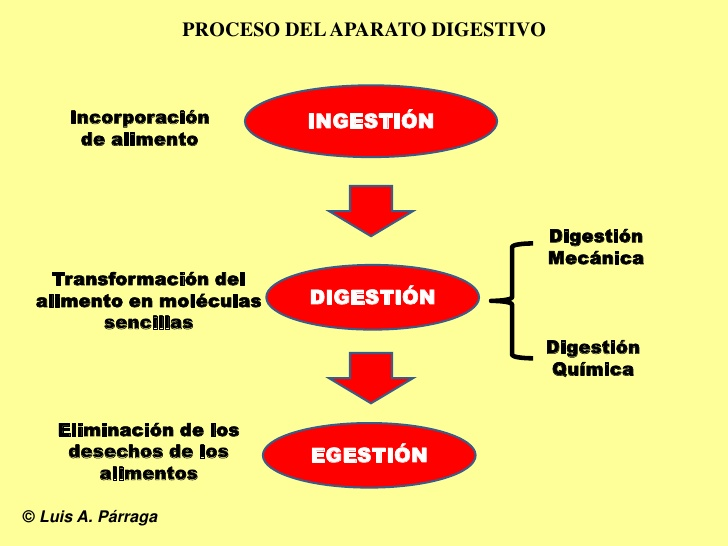 PROCESO DEL APARATO DIGESTIVO
Incorporación
de alimento
INGESTIÓN
Transformación del
alimento en moléculas
sencillas
DIGESTIÓN
Digestión
Mecánica
Digestión
Química
Eliminación de los
desechos de los
alimentos
EGESTIÓN
© Luis A. Párraga